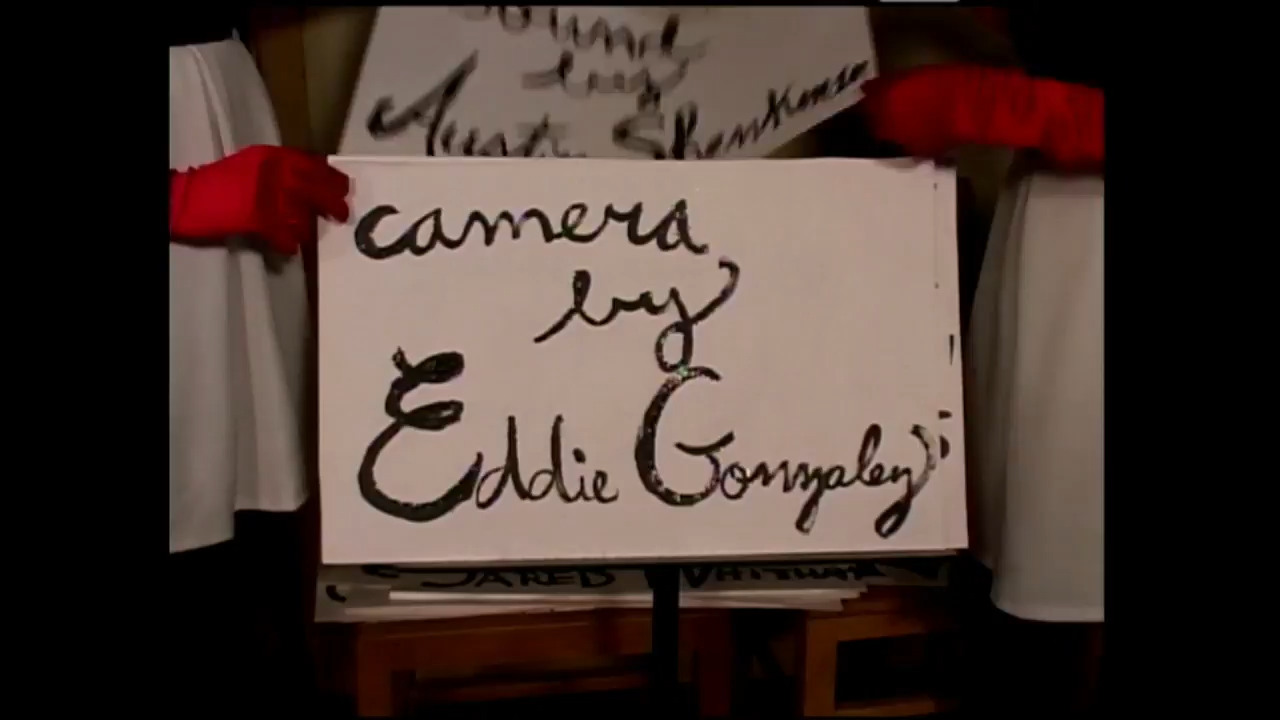 Sound
by
Austin Shenkman
camera
by
Eddie Gonzalez
JARED